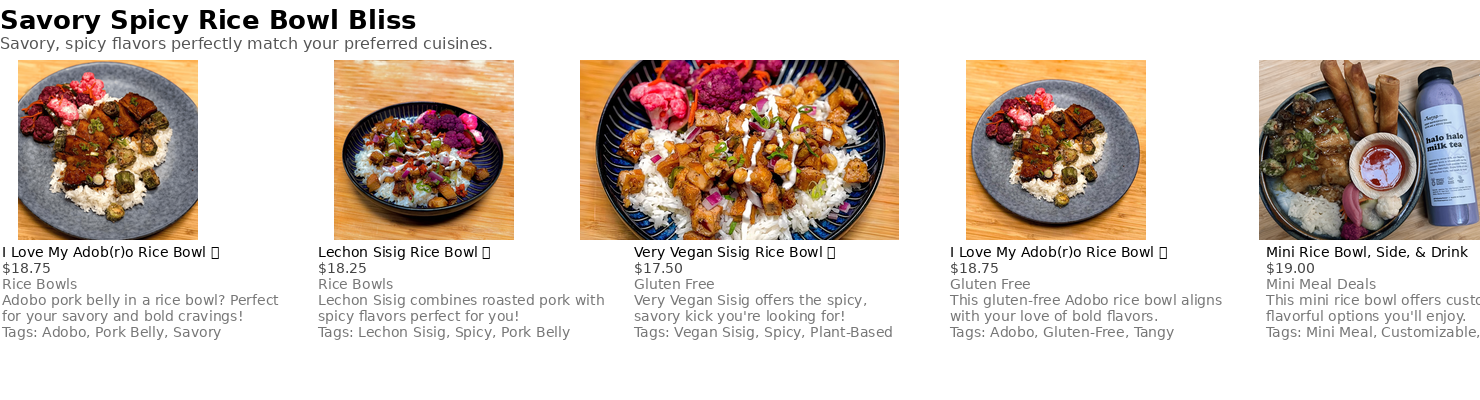 Savory Spicy Rice Bowl Bliss
Savory, spicy flavors perfectly match your preferred cuisines.
halo halo
milk tea
I Love My Adob(r)o Rice Bowl
$18.75
Rice Bowls
Adobo pork belly in a rice bowl? Perfect
for your savory and bold cravings!
Tags: Adobo, Pork Belly, Savory
Lechon Sisig Rice Bowl
$18.25
Rice Bowls
Lechon Sisig combines roasted pork with
spicy flavors perfect for you!
Tags: Lechon Sisig, Spicy, Pork Belly
Very Vegan Sisig Rice Bowl
$17.50
Gluten Free
Very Vegan Sisig offers the spicy,
savory kick you're looking for!
Tags: Vegan Sisig, Spicy, Plant-Based
I Love My Adob(r)o Rice Bowl
$18.75
Gluten Free
This gluten-free Adobo rice bowl aligns
with your love of bold flavors.
Tags: Adobo, Gluten-Free, Tangy
Mini Rice Bowl, Side, & Drink
$19.00
Mini Meal Deals
This mini rice bowl offers
flavorful options you'll enjoy.
Tags: Mini Meal, Customizable,